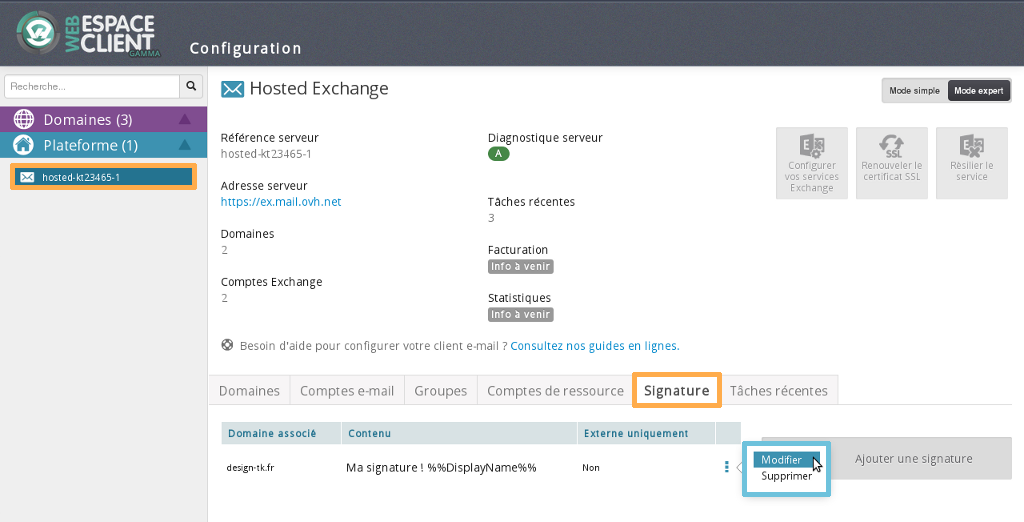 WEB ESPACE CLIENT GAMMA
Configuration
Recherche...
Domaines (3)
Plateforme (1)
hosted-kt23465-1
Hosted Exchange
Mode simple
Mode expert
Référence serveur
hosted-kt23465-1
Adresse serveur
https://ex.mail.ovh.net
Domaines
2
Comptes Exchange
2
Diagnostique serveur
A
Tâches récentes
3
Facturation
Info à venir
Statistiques
Info à venir
Configurer
vos services
Exchange
SSL
Renouveler le
certificat SSL
Résilier le
service
Besoin d'aide pour configurer votre client e-mail ? Consultez nos guides en lignes.
Domaines
Comptes e-mail
Groupes
Comptes de ressource
Signature
Tâches récentes
Domaine associé
Contenu
Externe uniquement
design-tk.fr
Ma signature ! %%DisplayName%%
Non
Modifier
Supprimer
Ajouter une signature